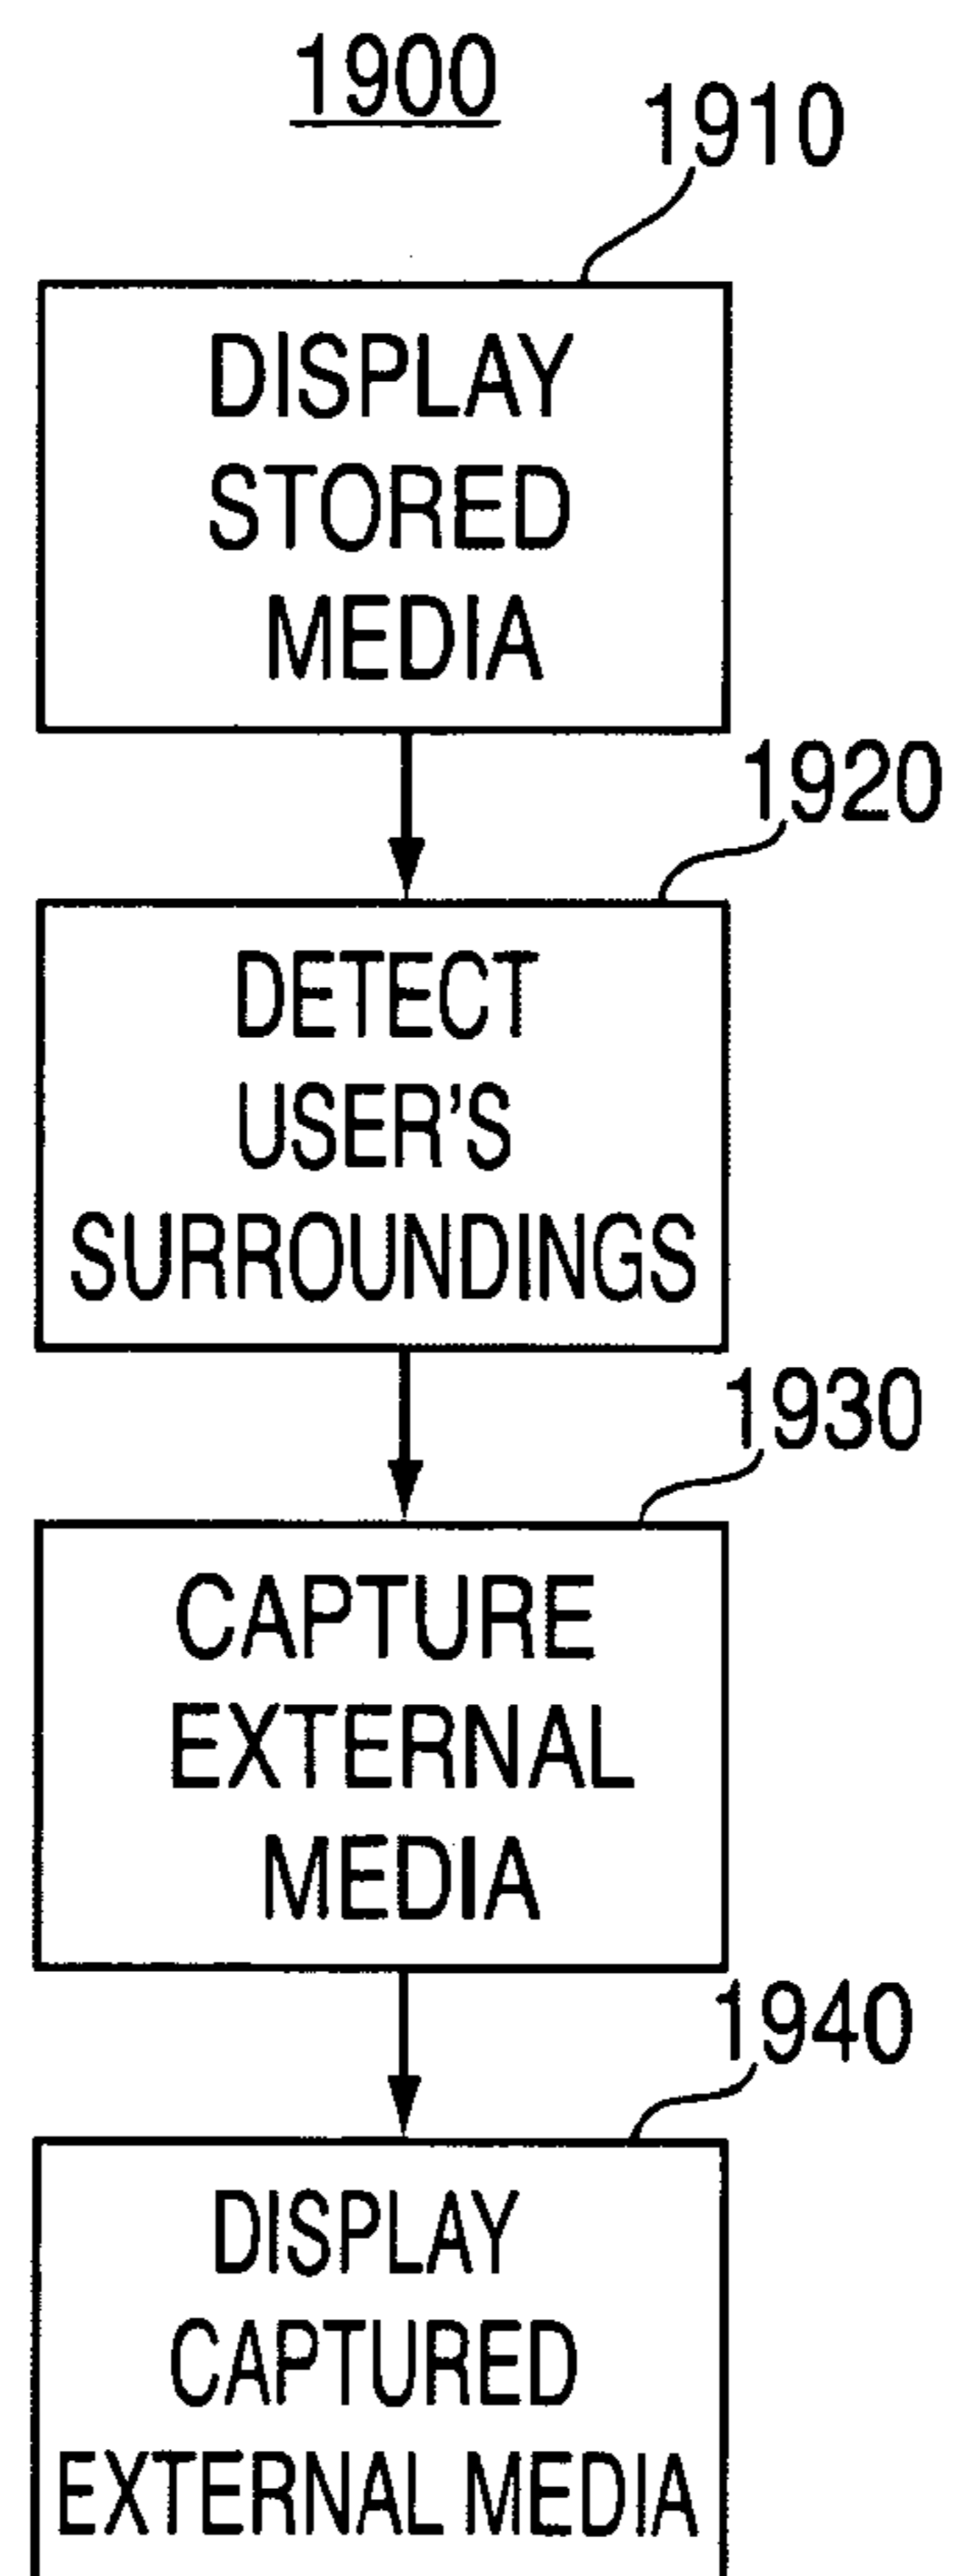 1900
1910
DISPLAY
STORED
MEDIA
1920
DETECT
USER'S
SURROUNDINGS
1930
CAPTURE
EXTERNAL
MEDIA
1940
DISPLAY
CAPTURED
EXTERNAL MEDIA